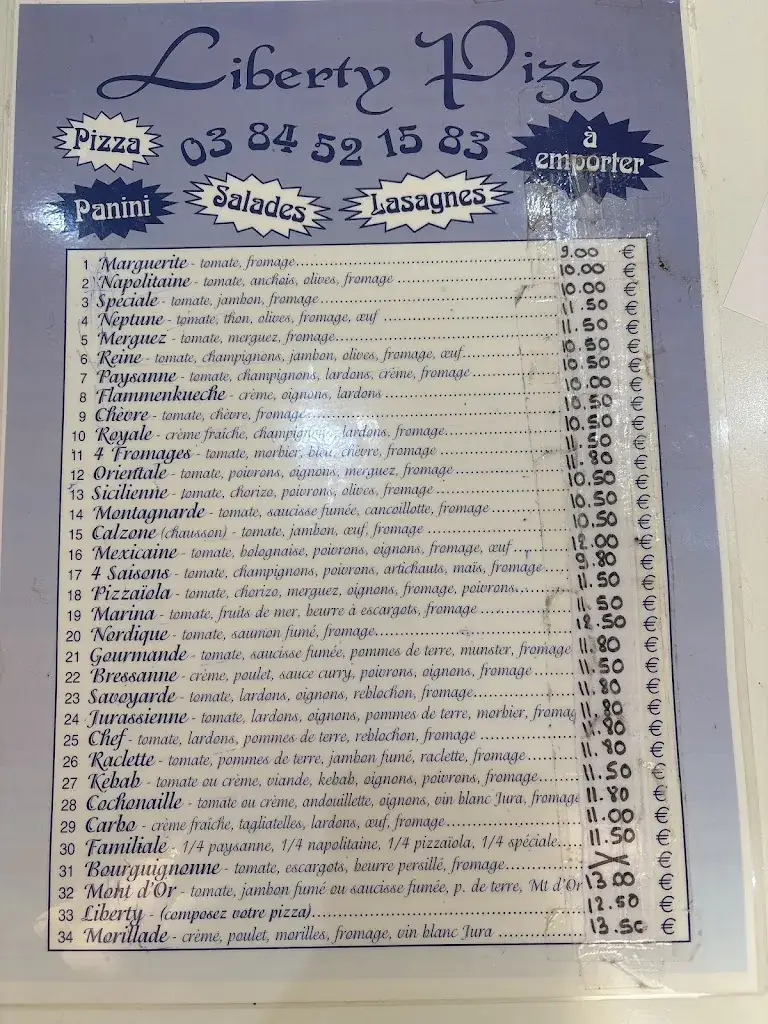 Liberty Pizz
Pizza 03 84 52 15 83 à emporter
Panini Salades Lasagnes
1 Marguerite - tomate, fromage 9.00 €
2 Napolitaine - tomate, anchois, olives, fromage 10.00 €
3 Spéciale - tomate, jambon, fromage 10.00 €
4 Neptune - tomate, thon, olives, fromage, œuf 11.50 €
5 Merguez - tomate, merguez, fromage 11.50 €
6 Reine - tomate, champignons, jambon, olives, fromage, œuf 10.50 €
7 Paysanne - tomate, champignons, lardons, crème, fromage 10.50 €
8 Flammenkueche - crème, oignons, lardons 10.00 €
9 Chèvre - tomate, chèvre, fromage 10.50 €
10 Royale - crème fraîche, champignons, lardons, fromage 10.50 €
11 4 Fromages - tomate, morbier, bleu, chèvre, fromage 11.50 €
12 Orientale - tomate, poivrons, oignons, merguez, fromage 11.80 €
13 Sicilienne - tomate, chorizo, poivrons, olives, fromage 10.50 €
14 Montagnarde - tomate, saucisse fumée, cancoillotte, fromage 10.50 €
15 Calzone (chausson) - tomate, jambon, œuf, fromage 10.50 €
16 Mexicaine - tomate, bolognaise, poivrons, oignons, fromage, œuf 12.00 €
17 4 Saisons - tomate, champignons, poivrons, artichauts, maïs, fromage 9.80 €
18 Pizzaïola - tomate, chorizo, merguez, oignons, fromage, poivrons 11.50 €
19 Marina - tomate, fruits de mer, beurre à escargots, fromage 11.50 €
20 Nordique - tomate, saumon fumé, fromage 12.50 €
21 Gourmande - tomate, saucisse fumée, pommes de terre, munster, fromage 11.80 €
22 Bressanne - crème, poulet, sauce curry, poivrons, oignons, fromage 11.50 €
23 Savoyarde - tomate, lardons, oignons, reblochon, fromage 11.80 €
24 Jurassienne - tomate, lardons, oignons, pommes de terre, morbier, fromag 11.80 €
25 Chef - tomate, lardons, pommes de terre, reblochon, fromage 11.80 €
26 Raclette - tomate, pommes de terre, jambon fumé, raclette, fromage 11.80 €
27 Kebab - tomate ou crème, viande, kebab, oignons, poivrons, fromage 11.50 €
28 Cochonaille - tomate ou crème, andouillette, oignons, vin blanc Jura, fromage 11.80 €
29 Carbo - crème fraîche, tagliatelles, lardons, œuf, fromage 11.00 €
30 Familiale - 1/4 paysanne, 1/4 napolitaine, 1/4 pizzaïola, 1/4 spéciale 11.50 €
31 Bourguignonne - tomate, escargots, beurre persillé, fromage X €
32 Mont d'Or - tomate, jambon fumé ou saucisse fumée, p. de terre, Mt d'Or 13 00 €
33 Liberty - (composez votre pizza) 12.50 €
34 Morillade - crème, poulet, morilles, fromage, vin blanc Jura 13.50 €